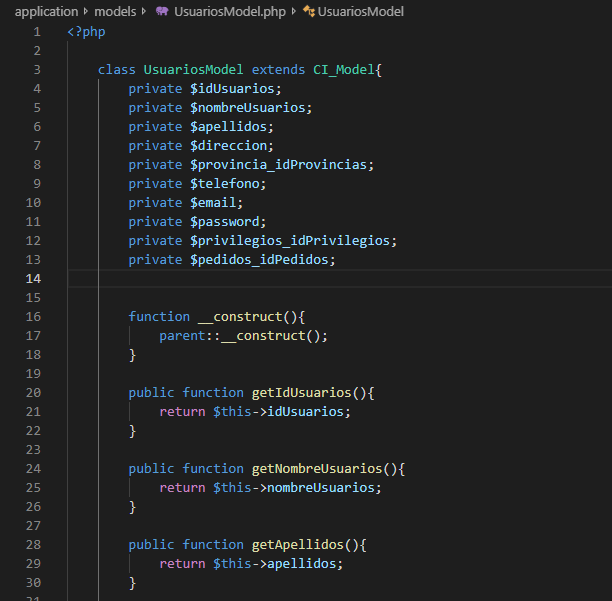 application › models › UsuariosModel.php › UsuariosModel
1 <?php
2
3 class UsuariosModel extends CI_Model{
4 private $idUsuarios;
5 private $nombreUsuarios;
6 private $apellidos;
7 private $direccion;
8 private $provincia_idProvincias;
9 private $telefono;
10 private $email;
11 private $password;
12 private $privilegios_idPrivilegios;
13 private $pedidos_idPedidos;
14
15
16 function __construct(){
17 parent::__construct();
18 }
19
20 public function getIdUsuarios(){
21 return $this->idUsuarios;
22 }
23
24 public function getNombreUsuarios(){
25 return $this->nombreUsuarios;
26 }
27
28 public function getApellidos(){
29 return $this->apellidos;
30 }
31